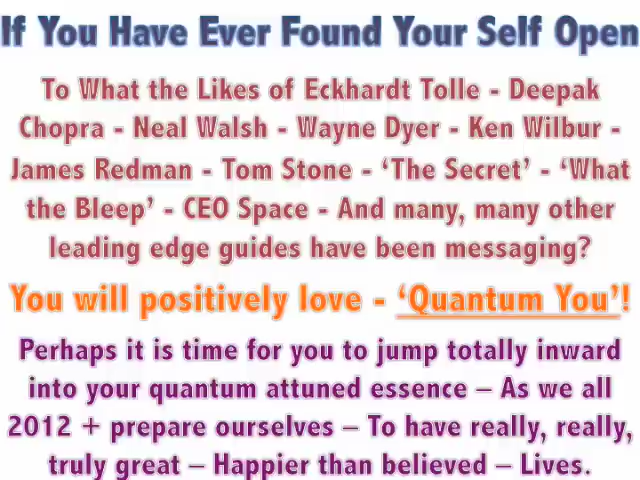 If You Have Ever Found Your Self Open
To What the Likes of Eckhardt Tolle - Deepak
Chopra - Neal Walsh - Wayne Dyer - Ken Wilbur -
James Redman - Tom Stone - ‘The Secret’ - ‘What
the Bleep’ - CEO Space - And many, many other
leading edge guides have been messaging?
You will positively love - ‘Quantum You’!
Perhaps it is time for you to jump totally inward
into your quantum attuned essence – As we all
2012 + prepare ourselves – To have really, really,
truly great – Happier than believed – Lives.